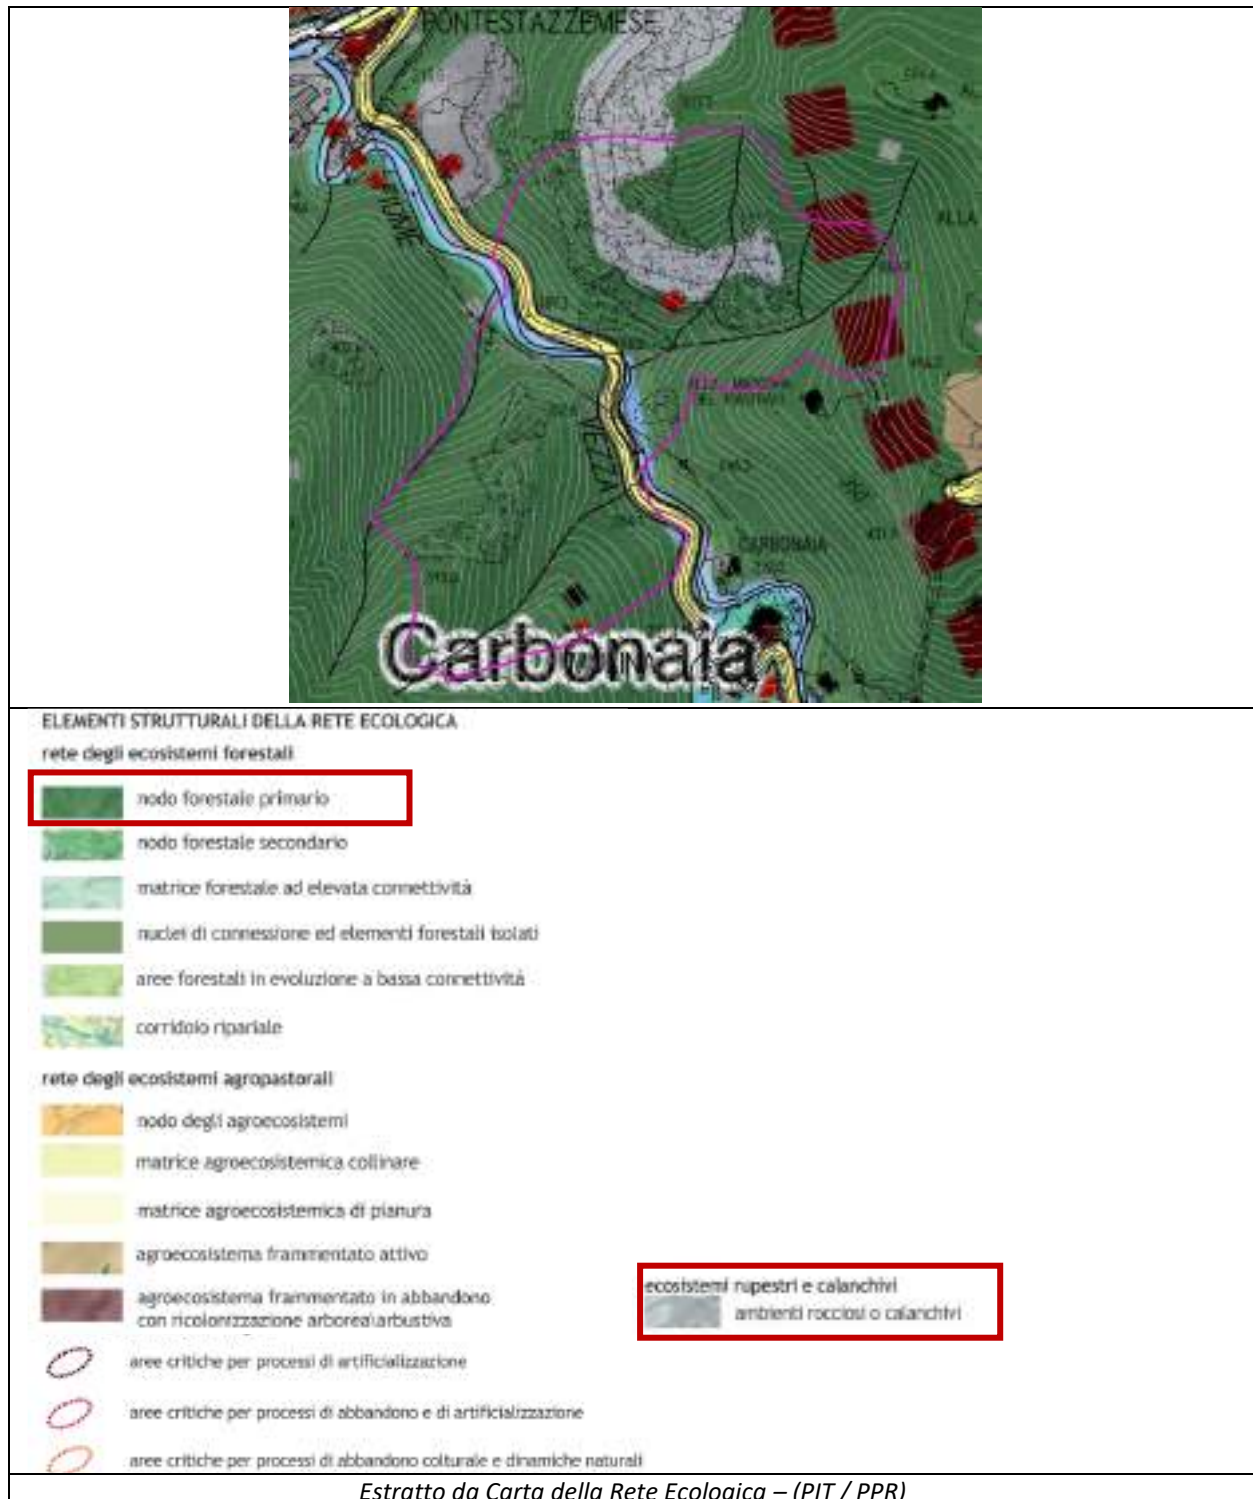 PONTESTAZZEMESE
ALLA
FIUME
VEZZA
CARBONAIA
Carbonaia
ELEMENTI STRUTTURALI DELLA RETE ECOLOGICA
rete degli ecosistemi forestali
nodo forestale primario
nodo forestale secondario
matrice forestale ad elevata connettività
nuclei di connessione ed elementi forestali isolati
aree forestali in evoluzione a bassa connettività
corridoio ripariale
rete degli ecosistemi agropastorali
nodo degli agroecosistemi
matrice agroecosistemica collinare
matrice agroecosistemica di pianura
agroecosistema frammentato attivo
agroecosistema frammentato in abbandono
con ricolonizzazione arborea\arbustiva
ecosistemi rupestri e calanchivi
ambienti rocciosi o calanchivi
aree critiche per processi di artificializzazione
aree critiche per processi di abbandono e di artificializzazione
aree critiche per processi di abbandono colturale e dinamiche naturali
Estratto da Carta della Rete Ecologica – (PIT / PPR)